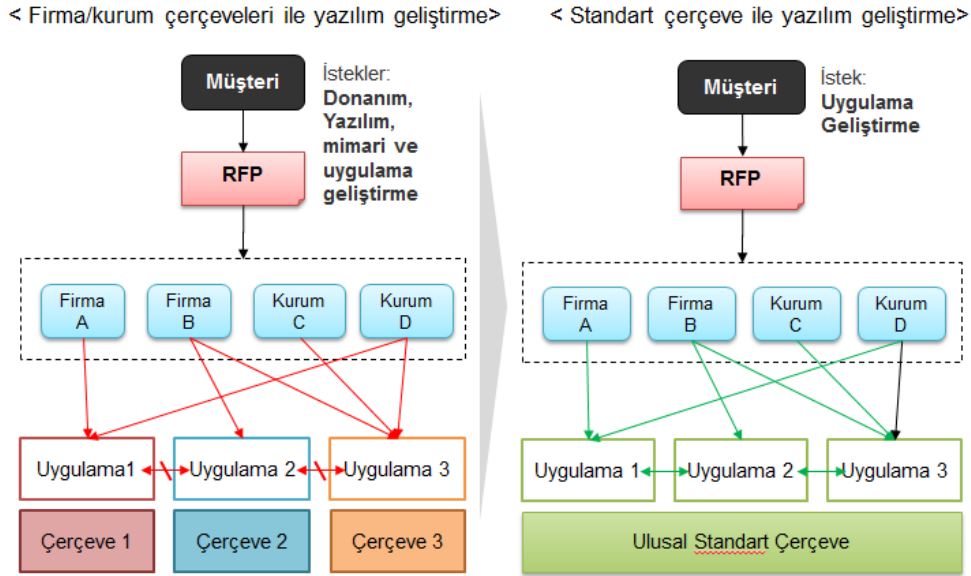 < Firma/kurum çerçeveleri ile yazılım geliştirme>
Müşteri
İstekler:
Donanım,
Yazılım,
mimari ve
uygulama
geliştirme
RFP
Firma
A
Firma
B
Kurum
C
Kurum
D
Uygulama1
Uygulama 2
Uygulama 3
Çerçeve 1
Çerçeve 2
Çerçeve 3
< Standart çerçeve ile yazılım geliştirme>
Müşteri
İstek:
Uygulama
Geliştirme
RFP
Firma
A
Firma
B
Kurum
C
Kurum
D
Uygulama 1
Uygulama 2
Uygulama 3
Ulusal Standart Çerçeve